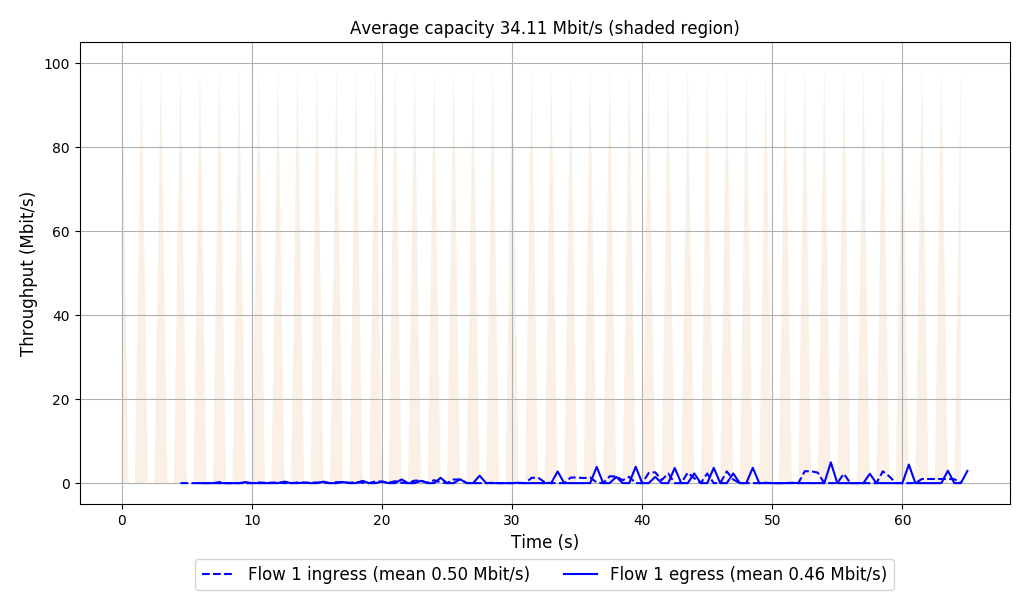 Average capacity 34.11 Mbit/s (shaded region)
100
80
60
40
20
0
Throughput (Mbit/s)
0 10 20 30 40 50 60
Time (s)
Flow 1 ingress (mean 0.50 Mbit/s) Flow 1 egress (mean 0.46 Mbit/s)